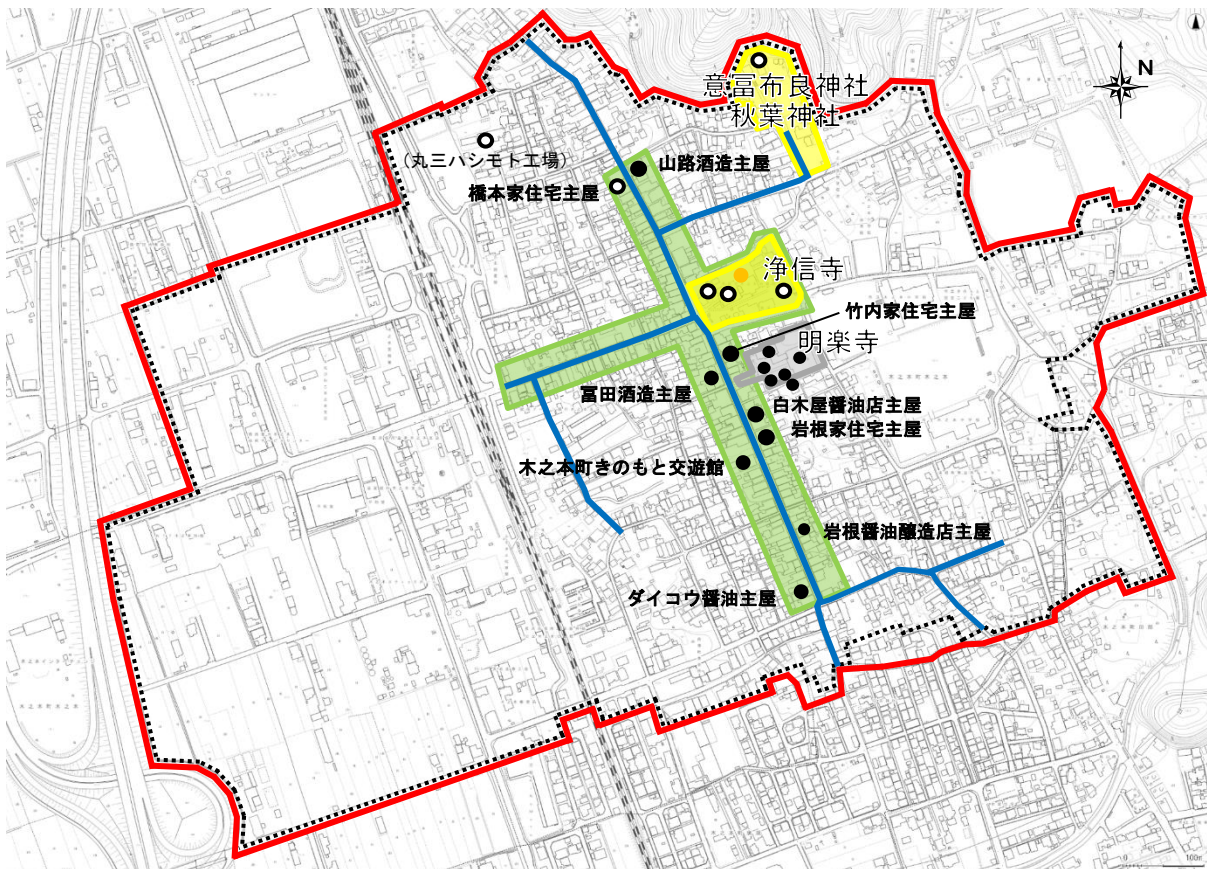 N
意冨布良神社
秋葉神社
(丸三ハシモト工場)
山路酒造主屋
橋本家住宅主屋
浄信寺
竹内家住宅主屋
明楽寺
冨田酒造主屋
白木屋醤油店主屋
岩根家住宅主屋
木之本町きのもと交遊館
岩根醤油醸造店主屋
ダイコウ醤油主屋
0 100m